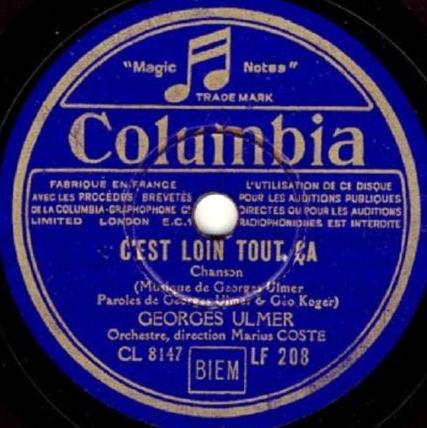 "Magic Notes"
TRADE MARK
Columbia
FABRIQUE EN FRANCE
AVEC LES PROCÉDÉS BREVETÉS
DE LA COLUMBIA-GRAPHOPHONE Cº
LIMITED LONDON E.C.1
L'UTILISATION DE CE DISQUE
POUR LES AUDITIONS PUBLIQUES
DIRECTES OU POUR LES AUDITIONS
RADIOPHONIQUES EST INTERDITE
C'EST LOIN TOUT ÇA
Chanson
(Musique de Georges Ulmer
Paroles de Georges Ulmer & Géo Koger)
GEORGES ULMER
Orchestre, direction Marius COSTE
CL 8147 BIEM LF 208